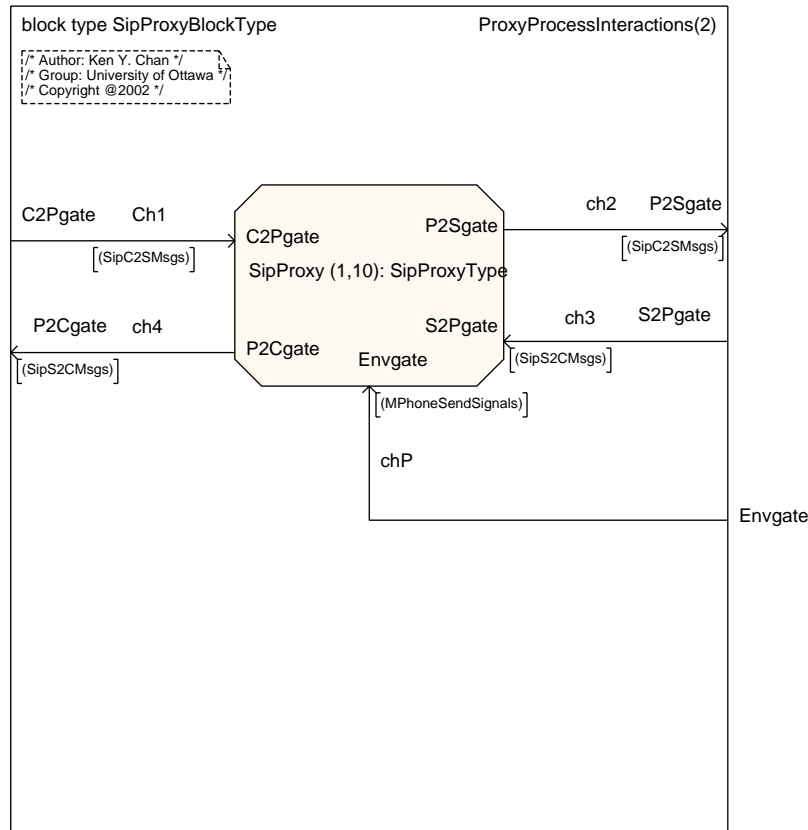 block type SipProxyBlockType
ProxyProcessInteractions(2)
/* Author: Ken Y. Chan */
/* Group: University of Ottawa */
/* Copyright @2002 */
C2Pgate
Ch1
(SipC2SMsgs)
C2Pgate
P2Sgate
ch2
P2Sgate
(SipC2SMsgs)
SipProxy (1,10): SipProxyType
P2Cgate
ch4
(SipS2CMsgs)
P2Cgate
S2Pgate
ch3
S2Pgate
(SipS2CMsgs)
Envgate
(MPhoneSendSignals)
chP
Envgate